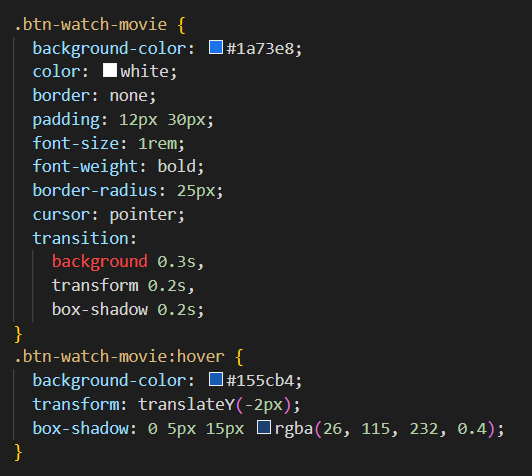 .btn-watch-movie {
  background-color: #1a73e8;
  color: white;
  border: none;
  padding: 12px 30px;
  font-size: 1rem;
  font-weight: bold;
  border-radius: 25px;
  cursor: pointer;
  transition:
    background 0.3s,
    transform 0.2s,
    box-shadow 0.2s;
}
.btn-watch-movie:hover {
  background-color: #155cb4;
  transform: translateY(-2px);
  box-shadow: 0 5px 15px rgba(26, 115, 232, 0.4);
}